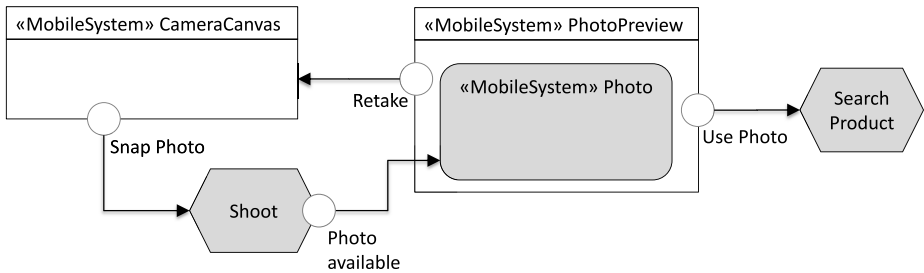 «MobileSystem» CameraCanvas
«MobileSystem» PhotoPreview
«MobileSystem» Photo
Retake
Search
Product
Use Photo
Snap Photo
Shoot
Photo
available